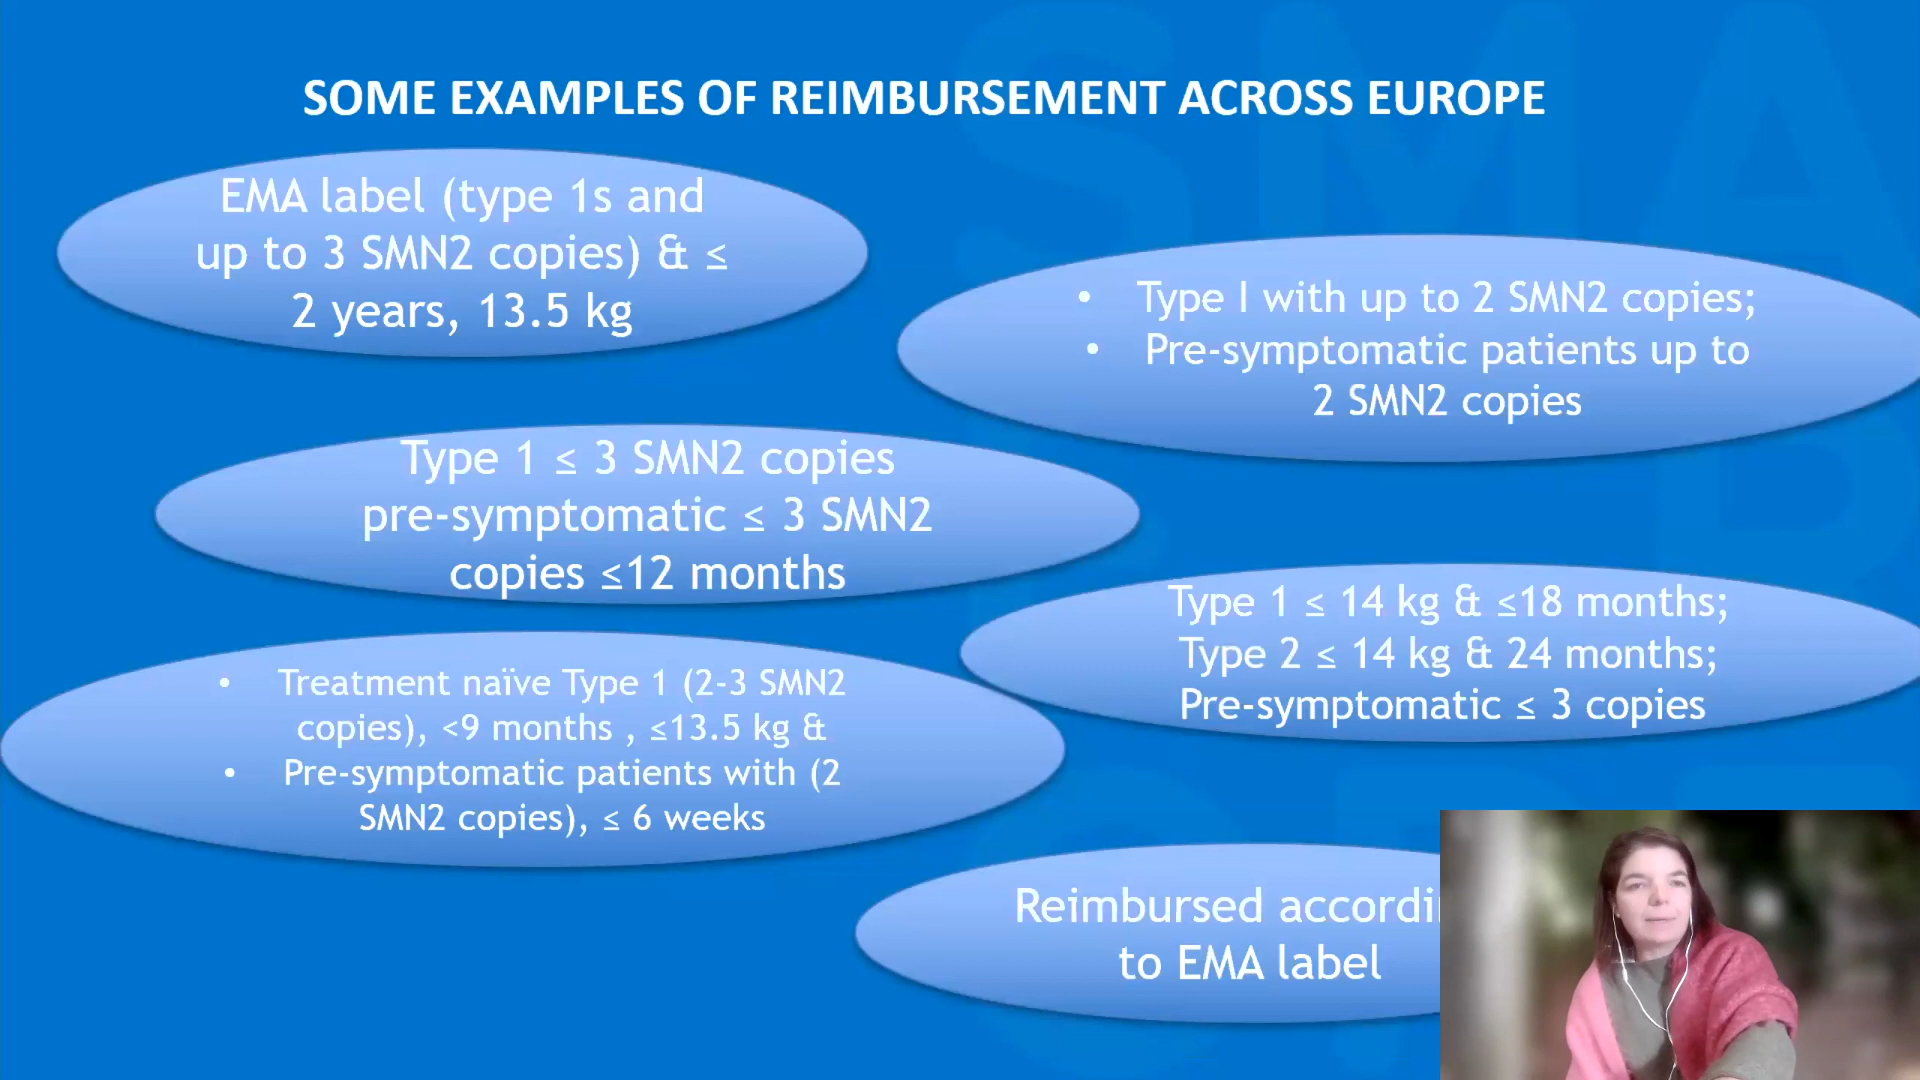 SOME EXAMPLES OF REIMBURSEMENT ACROSS EUROPE
EMA label (type 1s and
up to 3 SMN2 copies) & ≤
2 years, 13.5 kg
• Type I with up to 2 SMN2 copies;
• Pre-symptomatic patients up to
2 SMN2 copies
Type 1 ≤ 3 SMN2 copies
pre-symptomatic ≤ 3 SMN2
copies ≤12 months
Type 1 ≤ 14 kg & ≤18 months;
Type 2 ≤ 14 kg & 24 months;
Pre-symptomatic ≤ 3 copies
• Treatment naïve Type 1 (2-3 SMN2
copies), <9 months , ≤13.5 kg &
• Pre-symptomatic patients with (2
SMN2 copies), ≤ 6 weeks
Reimbursed
to EMA label